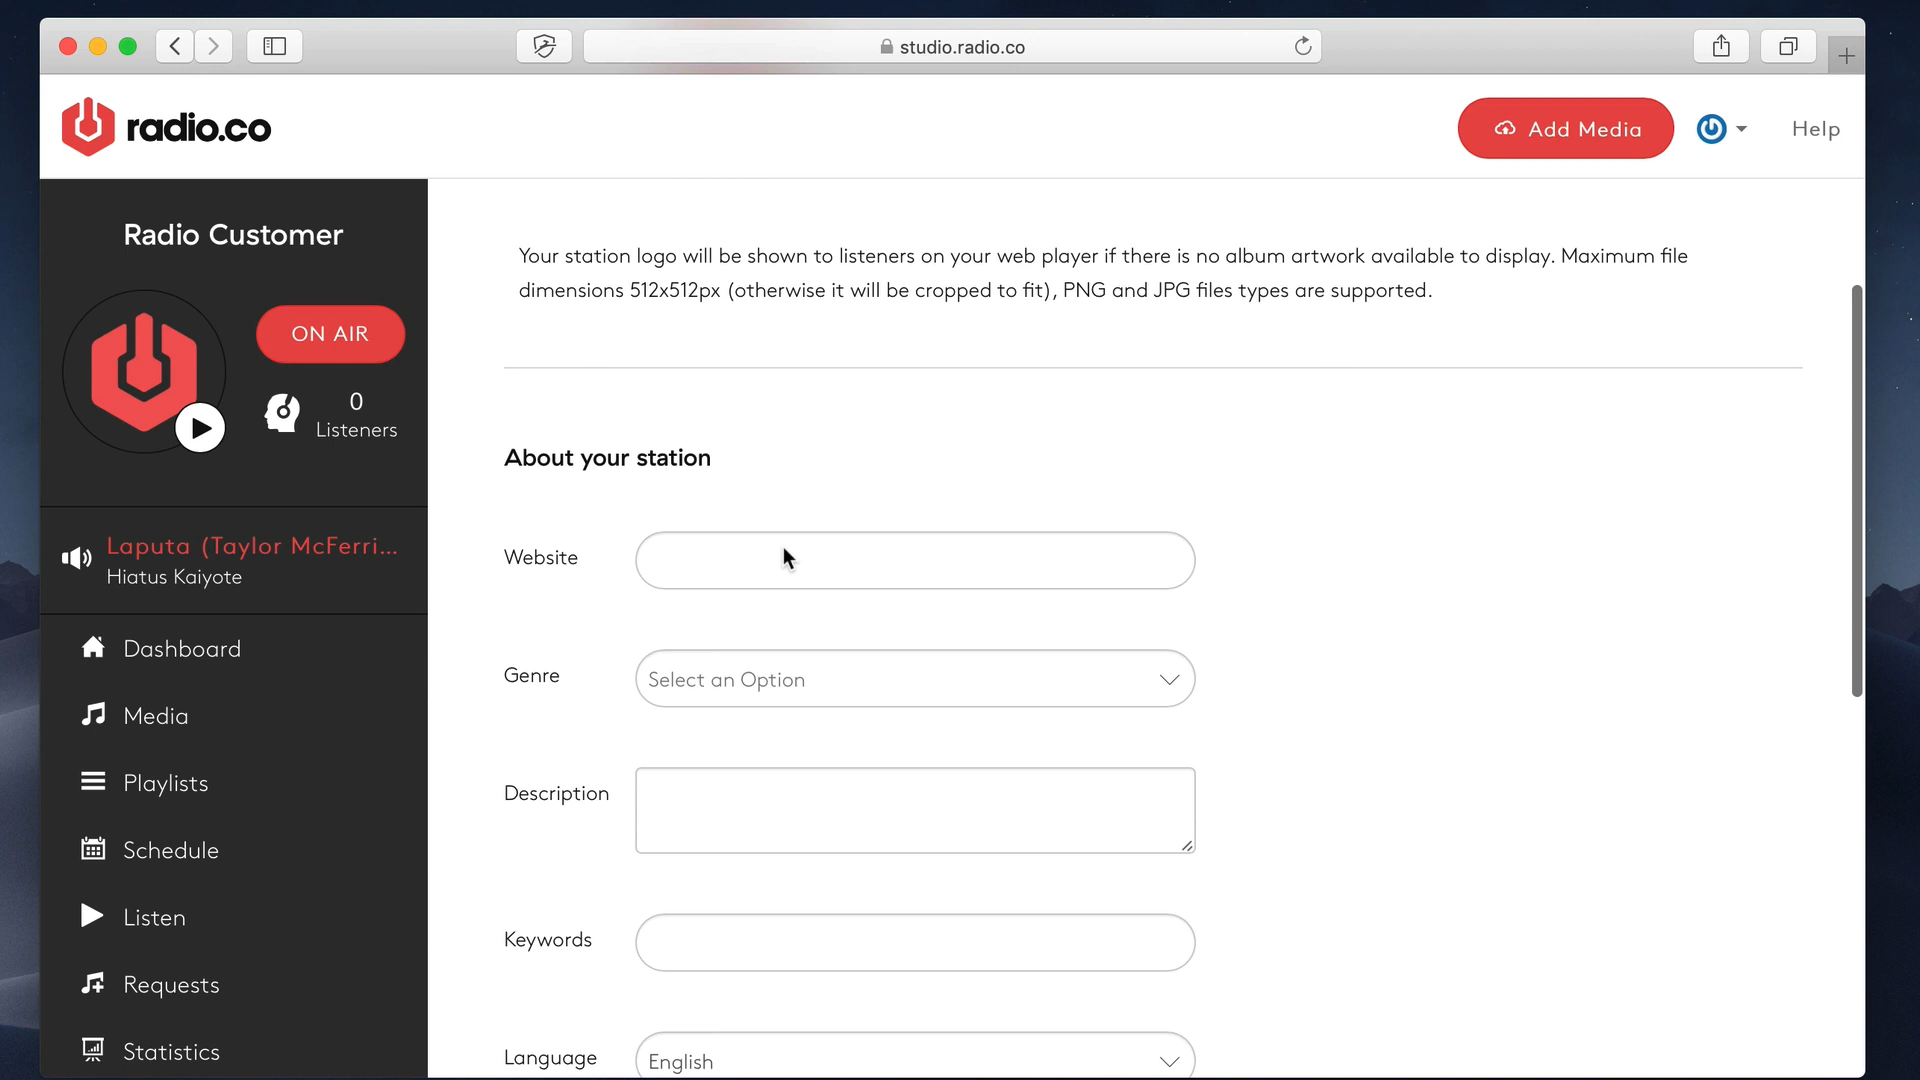 studio.radio.co
radio.co
Add Media
Help
Radio Customer
ON AIR
0
Listeners
Laputa (Taylor McFerri...
Hiatus Kaiyote
Dashboard
Media
Playlists
Schedule
Listen
Requests
Statistics
Your station logo will be shown to listeners on your web player if there is no album artwork available to display. Maximum file
dimensions 512x512px (otherwise it will be cropped to fit), PNG and JPG files types are supported.
About your station
Website
Genre
Select an Option
Description
Keywords
Language
English